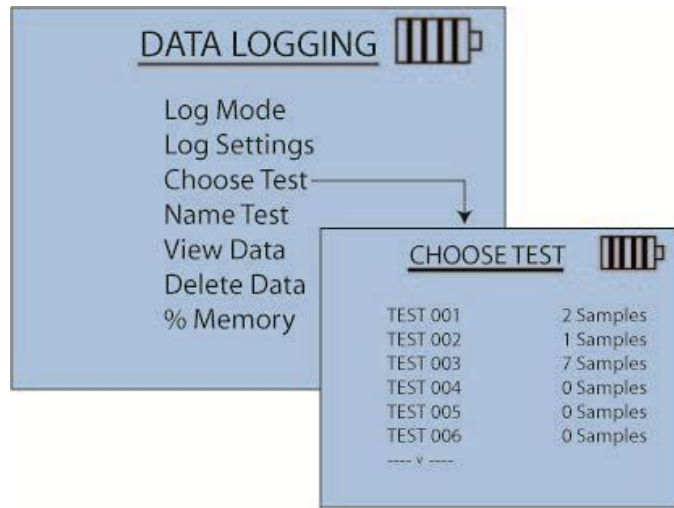 DATA LOGGING
Log Mode
Log Settings
Choose Test
Name Test
View Data
Delete Data
% Memory
CHOOSE TEST
TEST 001 2 Samples
TEST 002 1 Samples
TEST 003 7 Samples
TEST 004 0 Samples
TEST 005 0 Samples
TEST 006 0 Samples
---- v ----